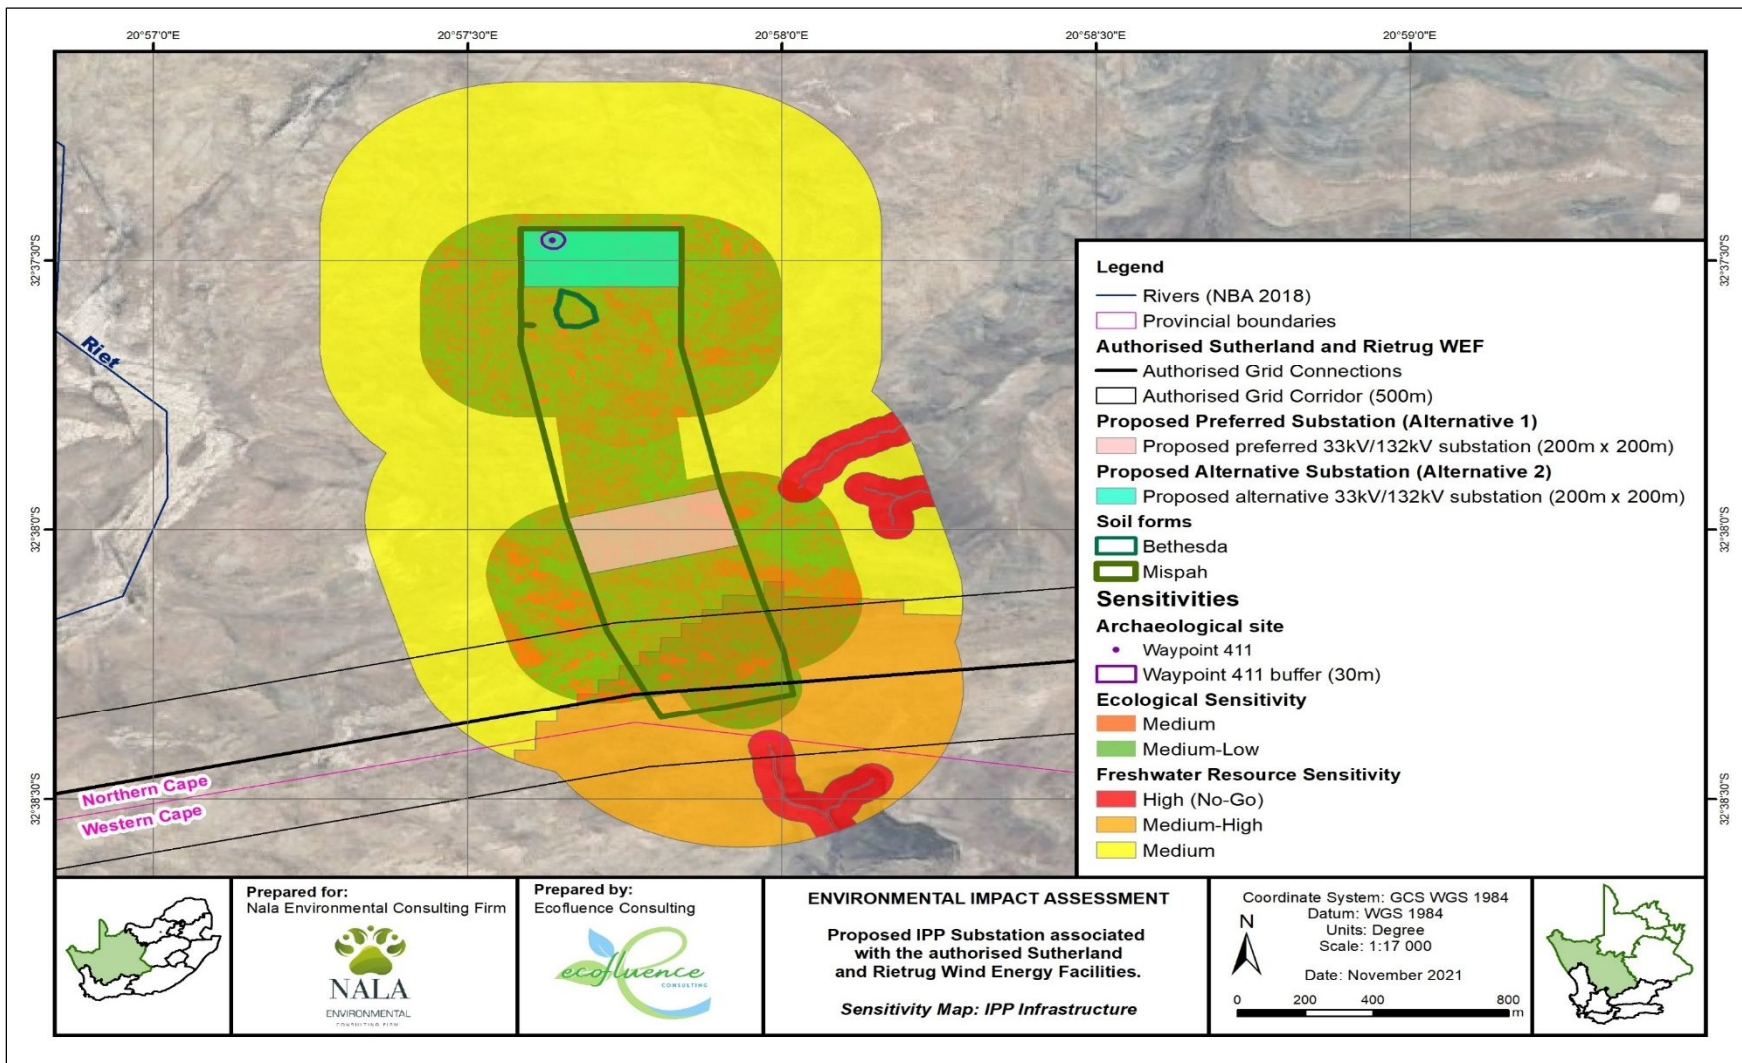 20°57'0"E
20°57'30"E
20°58'0"E
20°58'30"E
20°59'0"E
32°37'30"S
32°38'0"S
32°38'30"S
32°37'30"S
32°38'0"S
32°38'30"S
Riet
Northern Cape
Western Cape
Legend
Rivers (NBA 2018)
Provincial boundaries
Authorised Sutherland and Rietrug WEF
Authorised Grid Connections
Authorised Grid Corridor (500m)
Proposed Preferred Substation (Alternative 1)
Proposed preferred 33kV/132kV substation (200m x 200m)
Proposed Alternative Substation (Alternative 2)
Proposed alternative 33kV/132kV substation (200m x 200m)
Soil forms
Bethesda
Mispah
Sensitivities
Archaeological site
Waypoint 411
Waypoint 411 buffer (30m)
Ecological Sensitivity
Medium
Medium-Low
Freshwater Resource Sensitivity
High (No-Go)
Medium-High
Medium
Prepared for:
Nala Environmental Consulting Firm
NALA
ENVIRONMENTAL
CONSULTING FIRM
Prepared by:
Ecofluence Consulting
ecofluence
CONSULTING
ENVIRONMENTAL IMPACT ASSESSMENT
Proposed IPP Substation associated
with the authorised Sutherland
and Rietrug Wind Energy Facilities.
Sensitivity Map: IPP Infrastructure
Coordinate System: GCS WGS 1984
Datum: WGS 1984
Units: Degree
Scale: 1:17 000
Date: November 2021
N
0 200 400 800
m